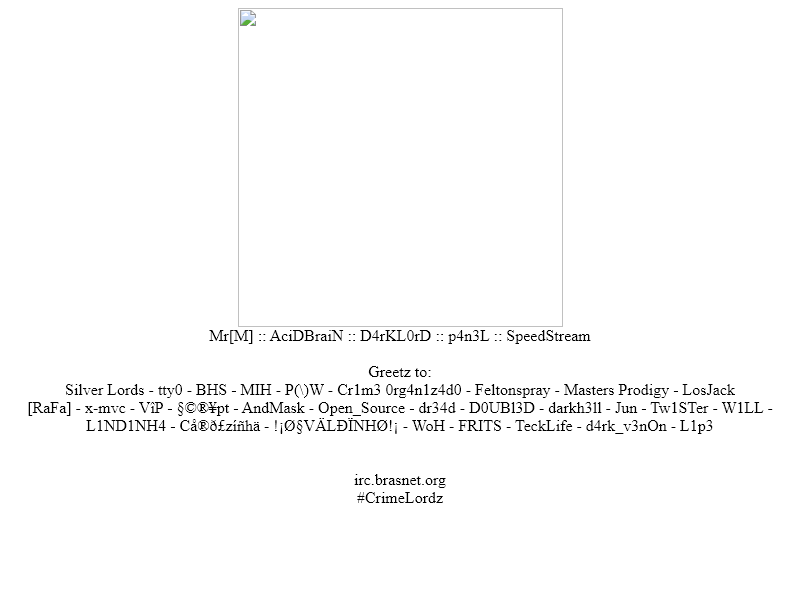 Mr[M] :: AciDBraiN :: D4rKL0rD :: p4n3L :: SpeedStream
Greetz to:
Silver Lords - tty0 - BHS - MIH - P(\)W - Cr1m3 0rg4n1z4d0 - Feltonspray - Masters Prodigy - LosJack
[RaFa] - x-mvc - VîP - §©®¥pt - AndMask - Open_Source - dr34d - D0UBl3D - darkh3ll - Jun - Tw1STer - W1LL -
L1ND1NH4 - Cå®ð£zíñhä - !¡Ø§VÄLÐÏNHØ!¡ - WoH - FRITS - TeckLife - d4rk_v3nOn - L1p3
irc.brasnet.org
#CrimeLordz